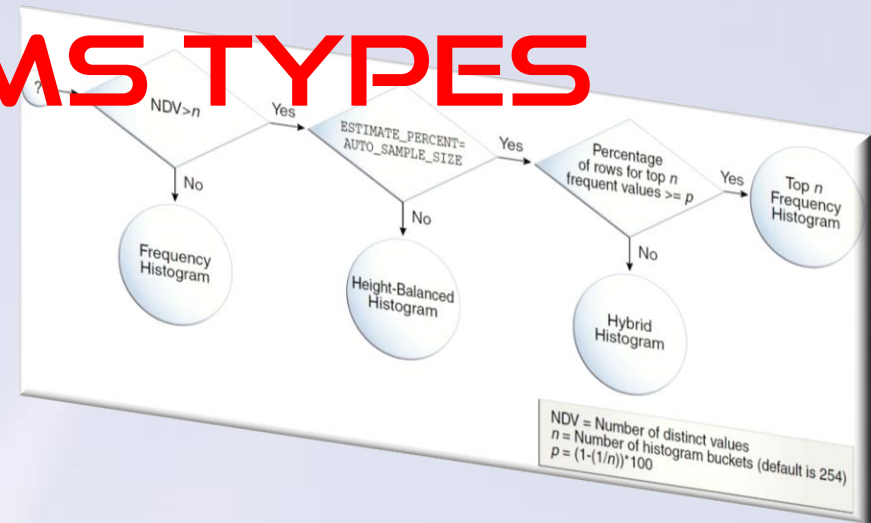 MS TYPES
?
NDV>n
Yes
ESTIMATE_PERCENT=
AUTO_SAMPLE_SIZE
Yes
Percentage
of rows for top n
frequent values >= p
Yes
Top n
Frequency
Histogram
No
Frequency
Histogram
No
Height-Balanced
Histogram
No
Hybrid
Histogram
NDV = Number of distinct values
n = Number of histogram buckets (default is 254)
p = (1-(1/n))*100